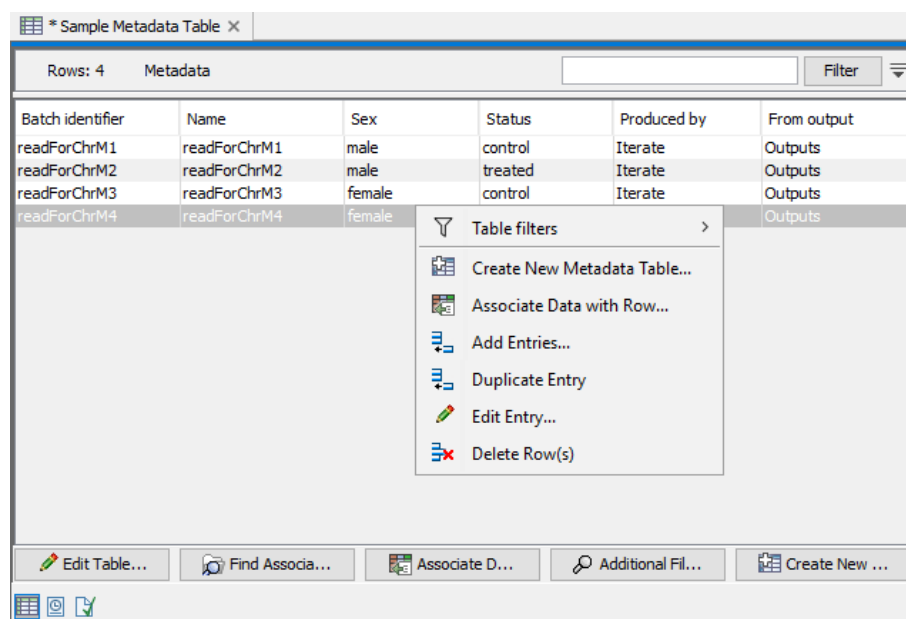 * Sample Metadata Table
Rows: 4 Metadata Filter
Batch identifier Name Sex Status Produced by From output
readForChrM1 readForChrM1 male control Iterate Outputs
readForChrM2 readForChrM2 male treated Iterate Outputs
readForChrM3 readForChrM3 female control Iterate Outputs
readForChrM4 readForChrM4 female Outputs
Table filters
Create New Metadata Table...
Associate Data with Row...
Add Entries...
Duplicate Entry
Edit Entry...
Delete Row(s)
Edit Table... Find Associa... Associate D... Additional Fil... Create New ...